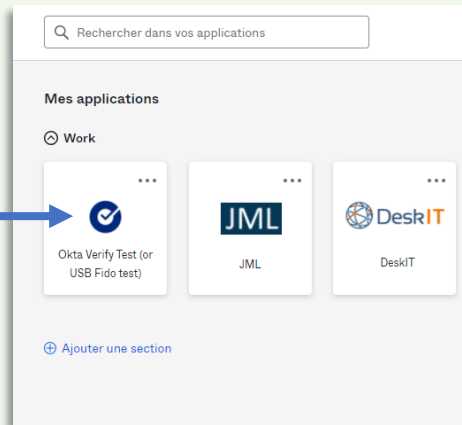 Rechercher dans vos applications
Mes applications
Work
Okta Verify Test (or
USB Fido test)
JML
JML
DeskIT
DeskIT
Ajouter une section